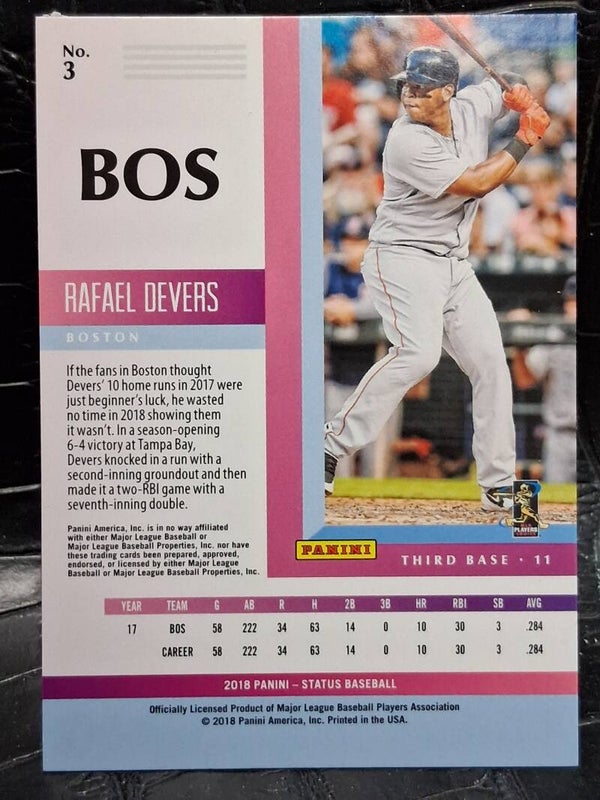 No.
3
BOS
RAFAEL DEVERS
BOSTON
If the fans in Boston thought
Devers' 10 home runs in 2017 were
just beginner's luck, he wasted
no time in 2018 showing them
it wasn't. In a season-opening
6-4 victory at Tampa Bay,
Devers knocked in a run with a
second-inning groundout and then
made it a two-RBI game with a
seventh-inning double.
Panini America, Inc. is in no way affiliated
with either Major League Baseball or
Major League Baseball Properties, Inc. nor have
these trading cards been prepared, approved,
endorsed, or licensed by either Major League
Baseball or Major League Baseball Properties, Inc.
PLAYERS
PANINI
THIRD BASE · 11
YEAR TEAM G AB R H 2B 3B HR RBI SB AVG
17 BOS 58 222 34 63 14 0 10 30 3 .284
CAREER 58 222 34 63 14 0 10 30 3 .284
2018 PANINI – STATUS BASEBALL
Officially Licensed Product of Major League Baseball Players Association
© 2018 Panini America, Inc. Printed in the USA.